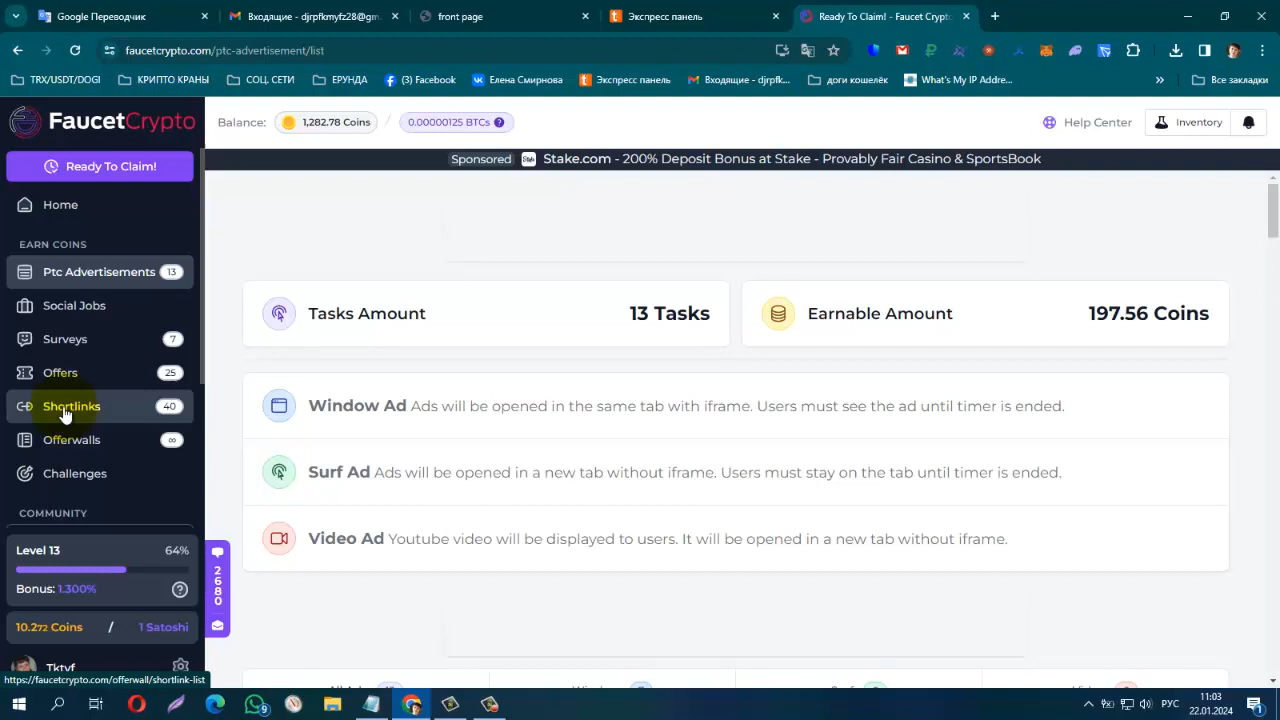 Google Переводчик
Входящие - djrpfkmyfz28@gm
front page
Экспресс панель
Ready To Claim! - Faucet Crypto
faucetcrypto.com/ptc-advertisement/list
TRX/USDT/DOGI
КРИПТО КРАНЫ
СОЦ. СЕТИ
ЕРУНДА
(3) Facebook
Елена Смирнова
Экспресс панель
Входящие - djrpfk...
доги кошелёк
What's My IP Addre...
Все закладки
FaucetCrypto
Balance:
1,282.78 Coins
/
0.00000125 BTCs
Help Center
Inventory
Ready To Claim!
Sponsored
Stake
Stake.com - 200% Deposit Bonus at Stake - Provably Fair Casino & SportsBook
Home
EARN COINS
Ptc Advertisements 13
Social Jobs
Surveys 7
Offers 25
Shortlinks 40
Offerwalls ∞
Challenges
COMMUNITY
Level 13 64%
Bonus: 1.300% ?
10.272 Coins / 1 Satoshi
Tktyf
https://faucetcrypto.com/offerwall/shortlink-list
2680
Tasks Amount 13 Tasks
Earnable Amount 197.56 Coins
Window Ad Ads will be opened in the same tab with iframe. Users must see the ad until timer is ended.
Surf Ad Ads will be opened in a new tab without iframe. Users must stay on the tab until timer is ended.
Video Ad Youtube video will be displayed to users. It will be opened in a new tab without iframe.
9
РУС
11:03
22.01.2024